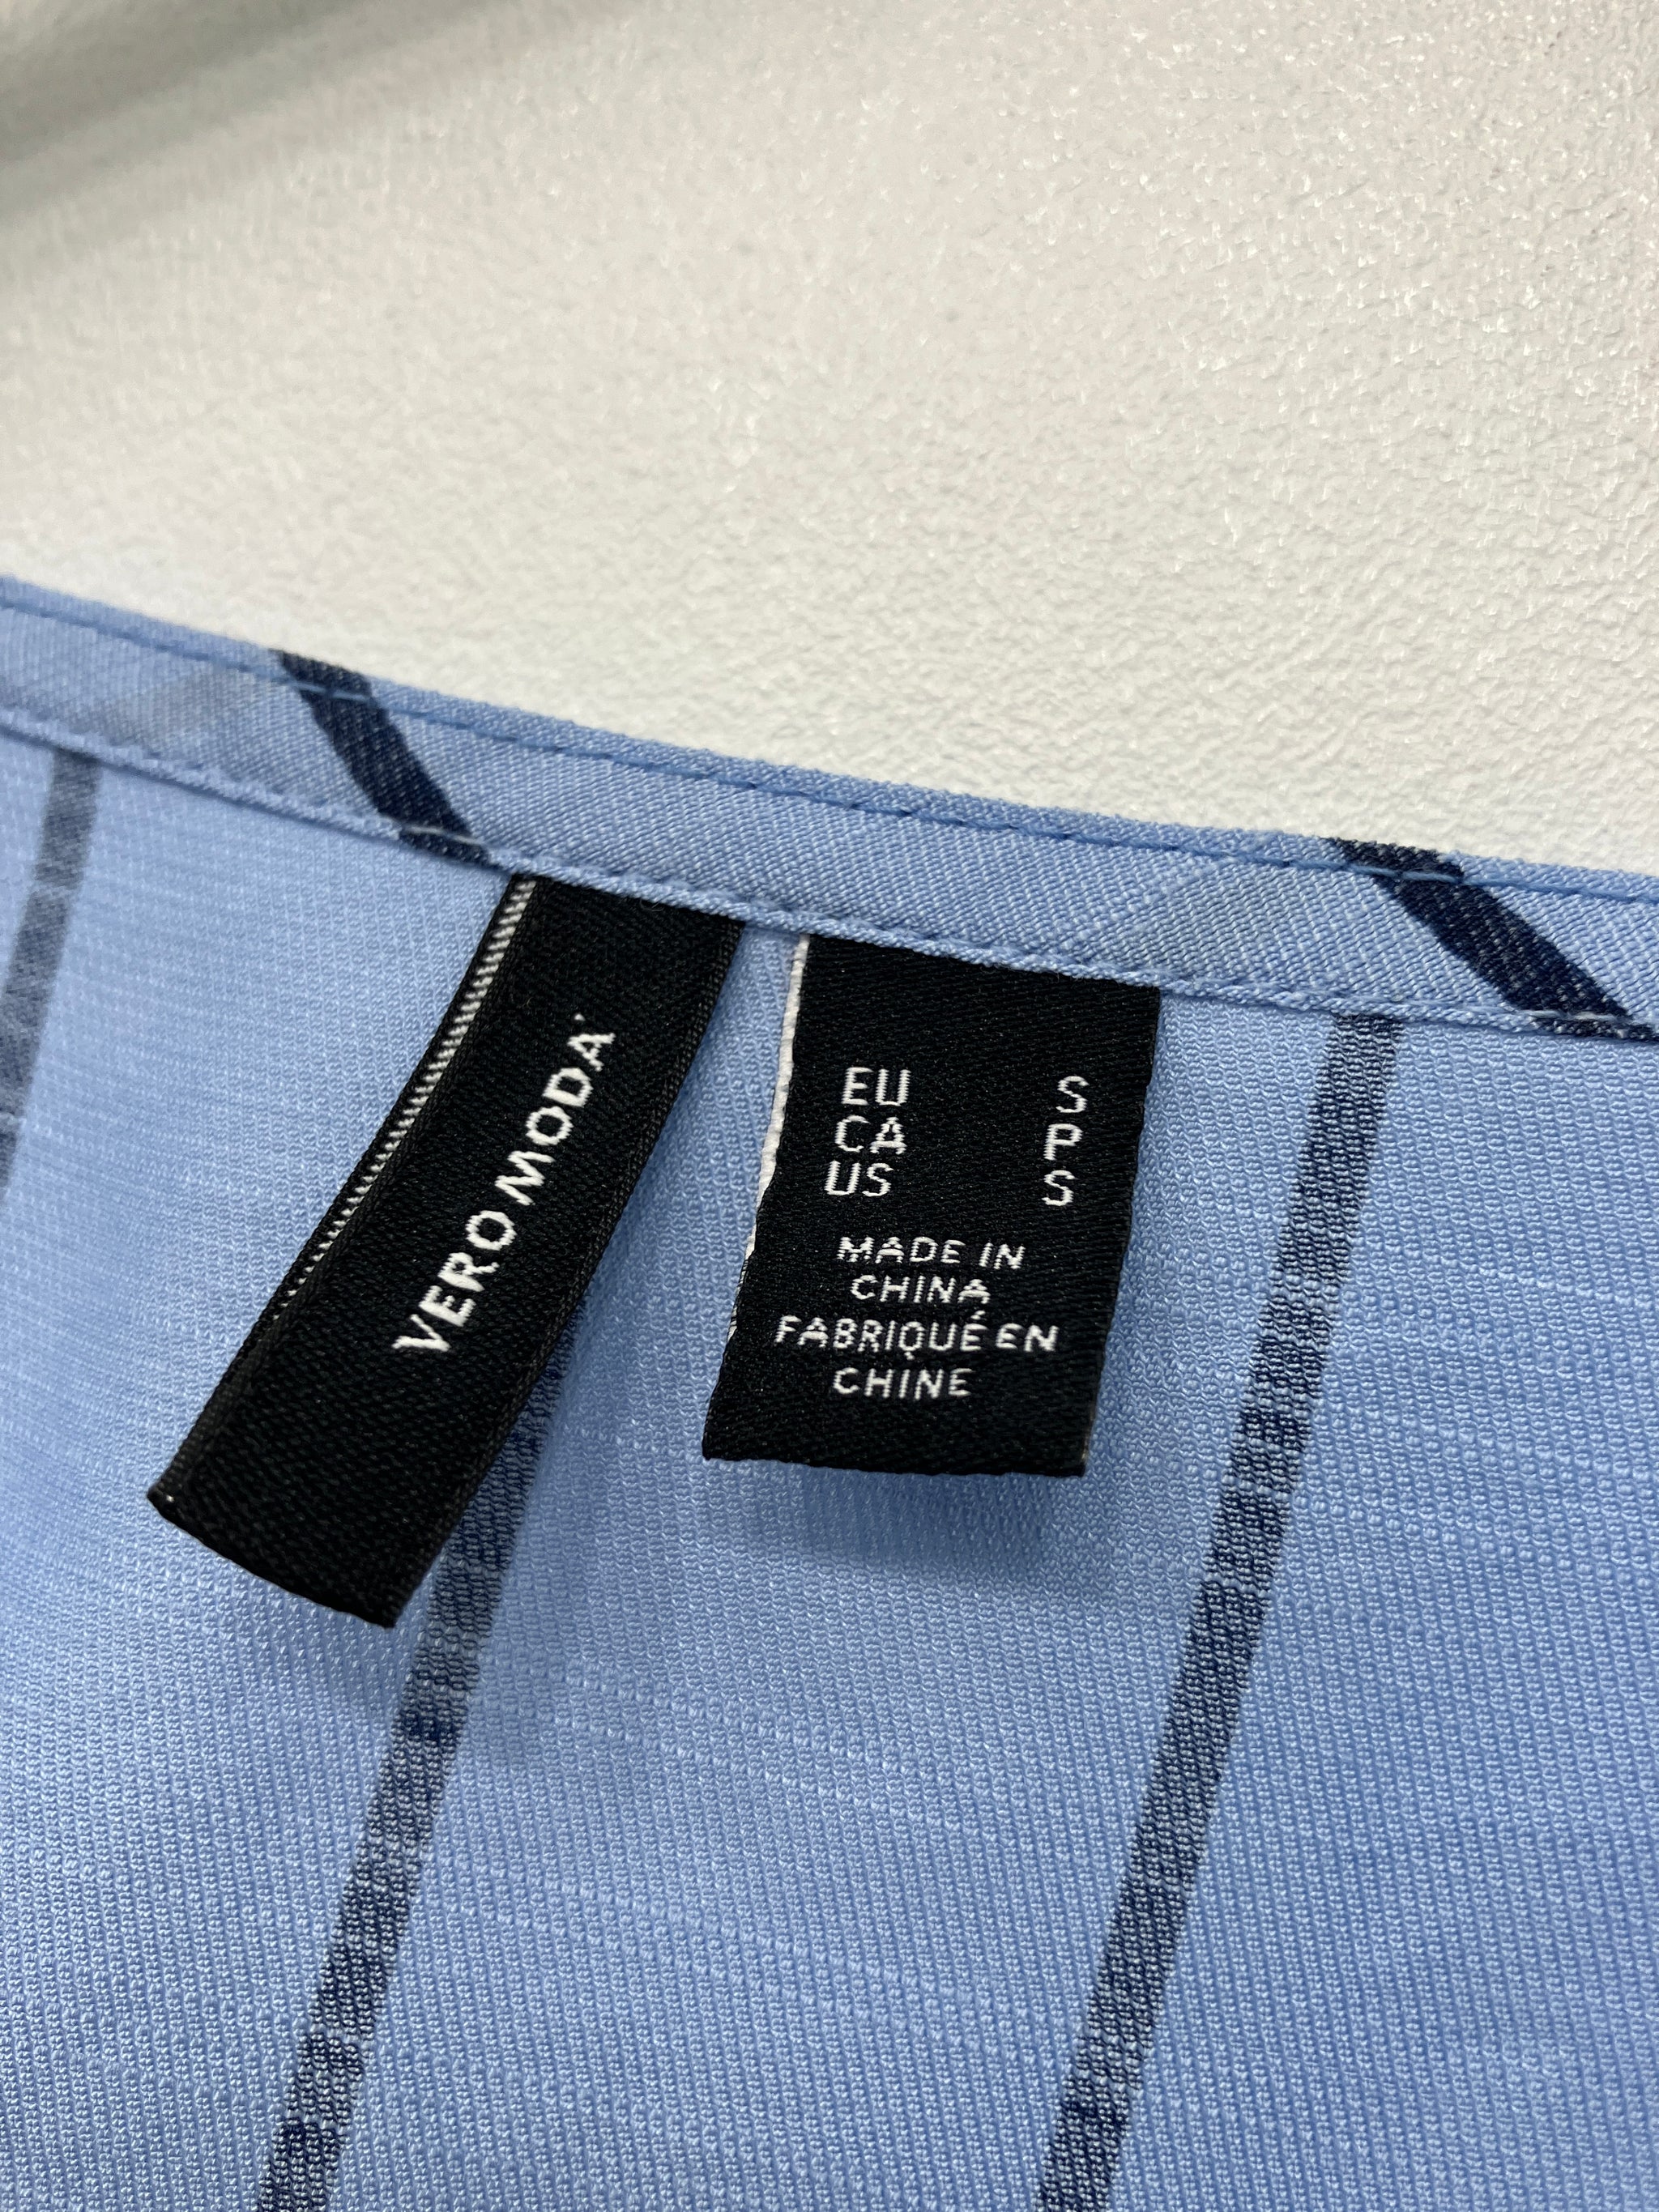 VERO MODA
EU S
CA P
US S
MADE IN
CHINA
FABRIQUÉ EN
CHINE